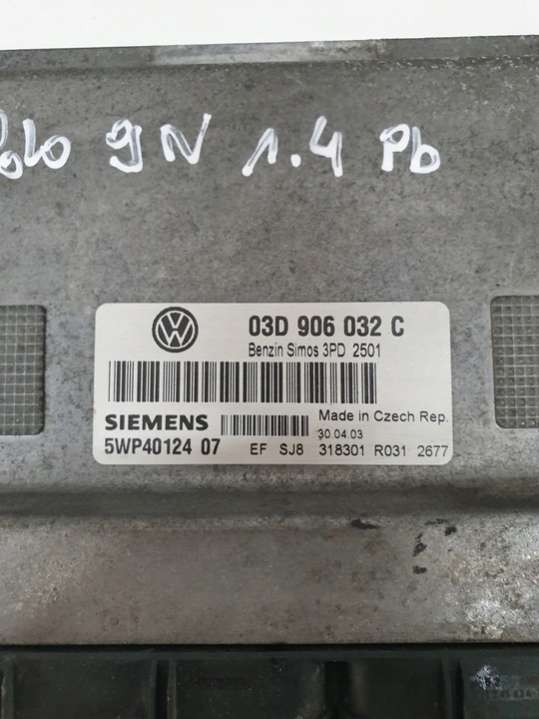 Polo 9N 1.4 Pb
03D 906 032 C
Benzin Simos 3PD 2501
SIEMENS
Made in Czech Rep.
30.04.03
5WP40124 07 EF SJ8 318301 R031 2677